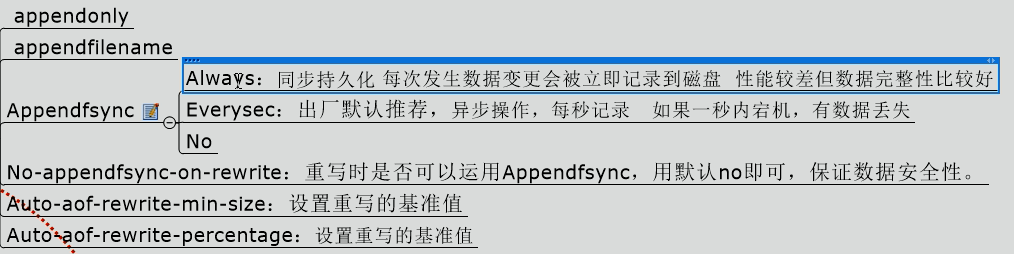 appendonly
appendfilename
Always：同步持久化 每次发生数据变更会被立即记录到磁盘 性能较差但数据完整性比较好
Appendfsync
Everysec：出厂默认推荐，异步操作，每秒记录 如果一秒内宕机，有数据丢失
No
No-appendfsync-on-rewrite：重写时是否可以运用Appendfsync，用默认no即可，保证数据安全性。
Auto-aof-rewrite-min-size：设置重写的基准值
Auto-aof-rewrite-percentage：设置重写的基准值